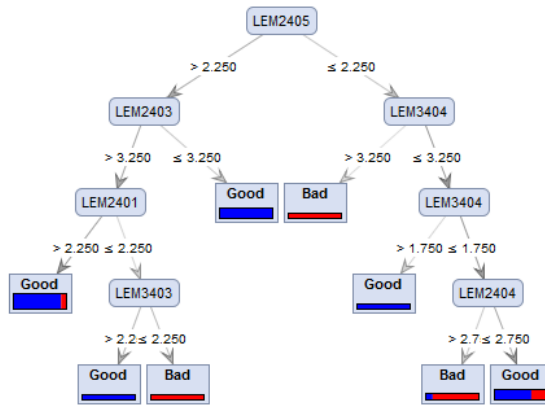 LEM2405
> 2.250 ≤ 2.250
LEM2403 LEM3404
> 3.250 ≤ 3.250 > 3.250 ≤ 3.250
LEM2401 Good Bad LEM3404
> 2.250 ≤ 2.250 > 1.750 ≤ 1.750
Good LEM3403 Good LEM2404
> 2.2 ≤ 2.250 > 2.7 ≤ 2.750
Good Bad Bad Good